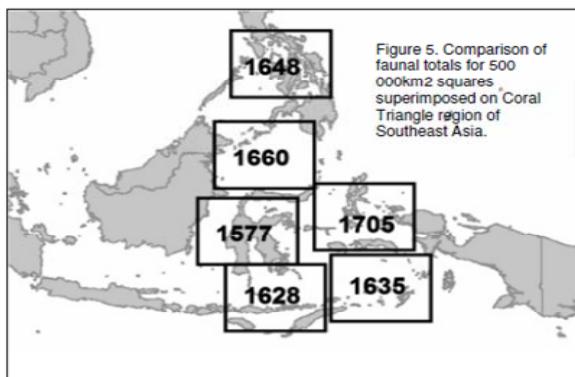 Figure 5. Comparison of
faunal totals for 500
000km2 squares
superimposed on Coral
Triangle region of
Southeast Asia.
1648
1660
1705
1577
1628
1635